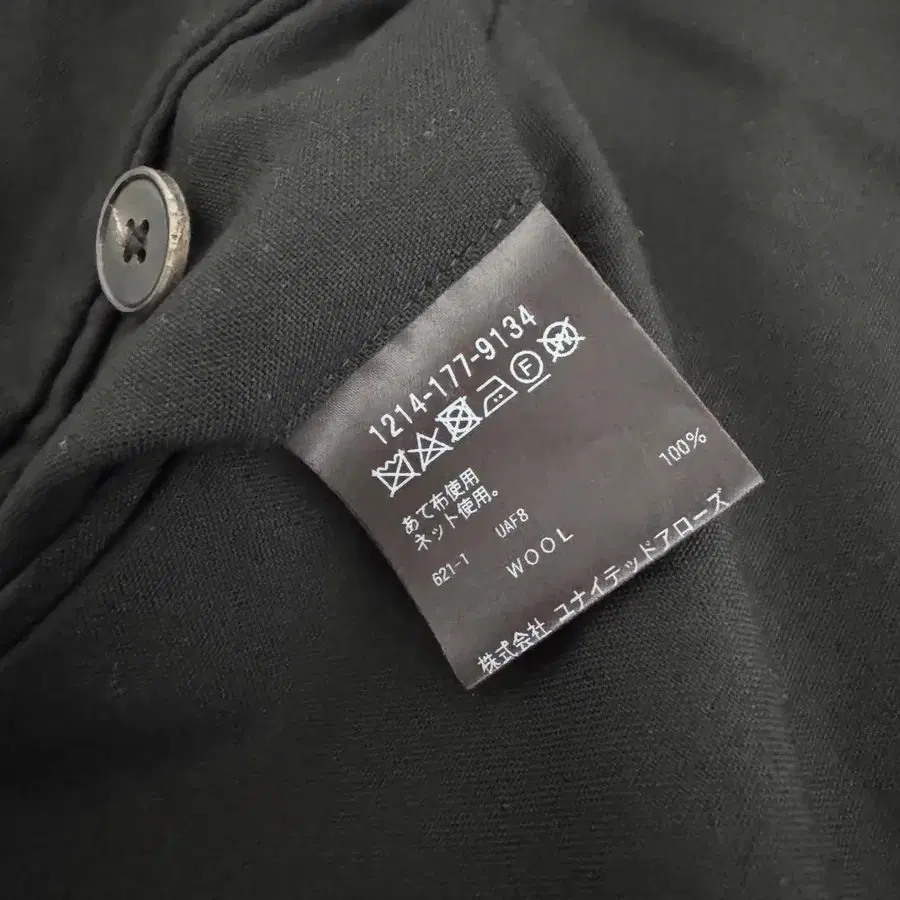 1214-177-9134
F W
あて布使用
ネット使用。
621-1 UAF8
WOOL 100%
株式会社 ユナイテッドアローズ